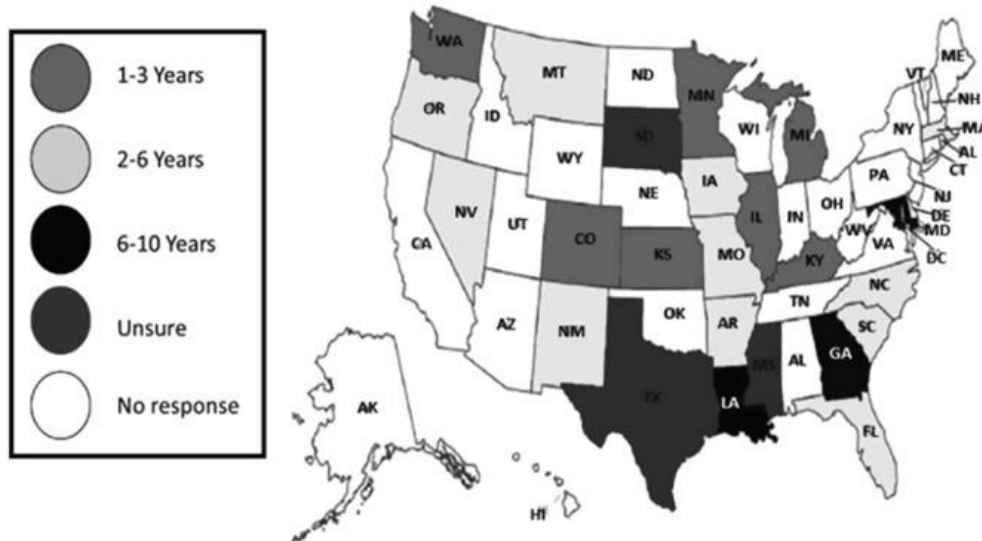 1-3 Years
2-6 Years
6-10 Years
Unsure
No response
WA
MT
ND
MN
ME
VT
NH
OR
ID
SD
WI
MI
NY
MA
AL
CT
WY
IA
PA
NJ
NE
OH
DE
NV
UT
IL
IN
WV
MD
CA
CO
KS
MO
KY
VA
DC
NC
TN
AZ
NM
OK
AR
SC
MS
AL
GA
TX
LA
AK
FL
HI